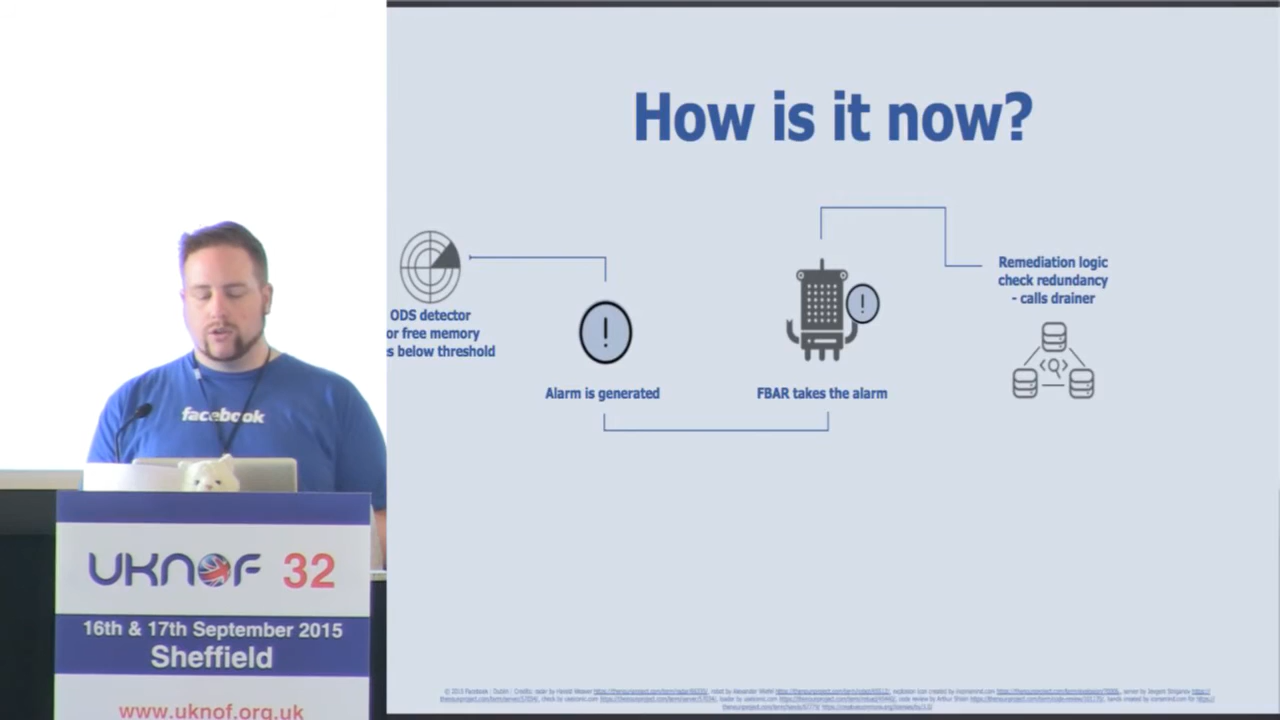 How is it now?
ODS detector
or free memory
s below threshold
!
Alarm is generated
!
FBAR takes the alarm
Remediation logic
check redundancy
- calls drainer
<Q>
facebook
UKNOF 32
16th & 17th September 2015
Sheffield
www.uknof.org.uk